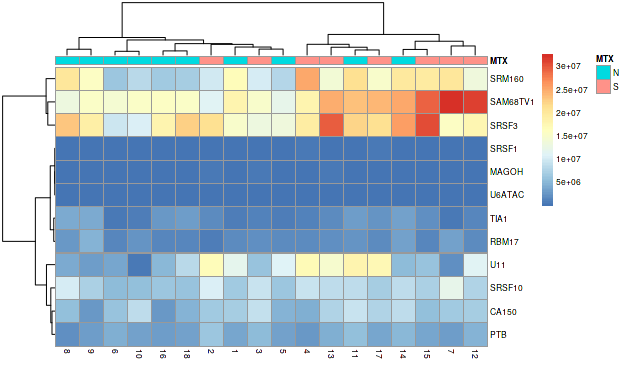 MTX
SRM160
SAM68TV1
SRSF3
SRSF1
MAGOH
U6ATAC
TIA1
RBM17
U11
SRSF10
CA150
PTB
8 9 6 10 16 18 2 1 3 5 4 13 11 17 14 15 7 12
3e+07
2.5e+07
2e+07
1.5e+07
1e+07
5e+06
MTX
N
S